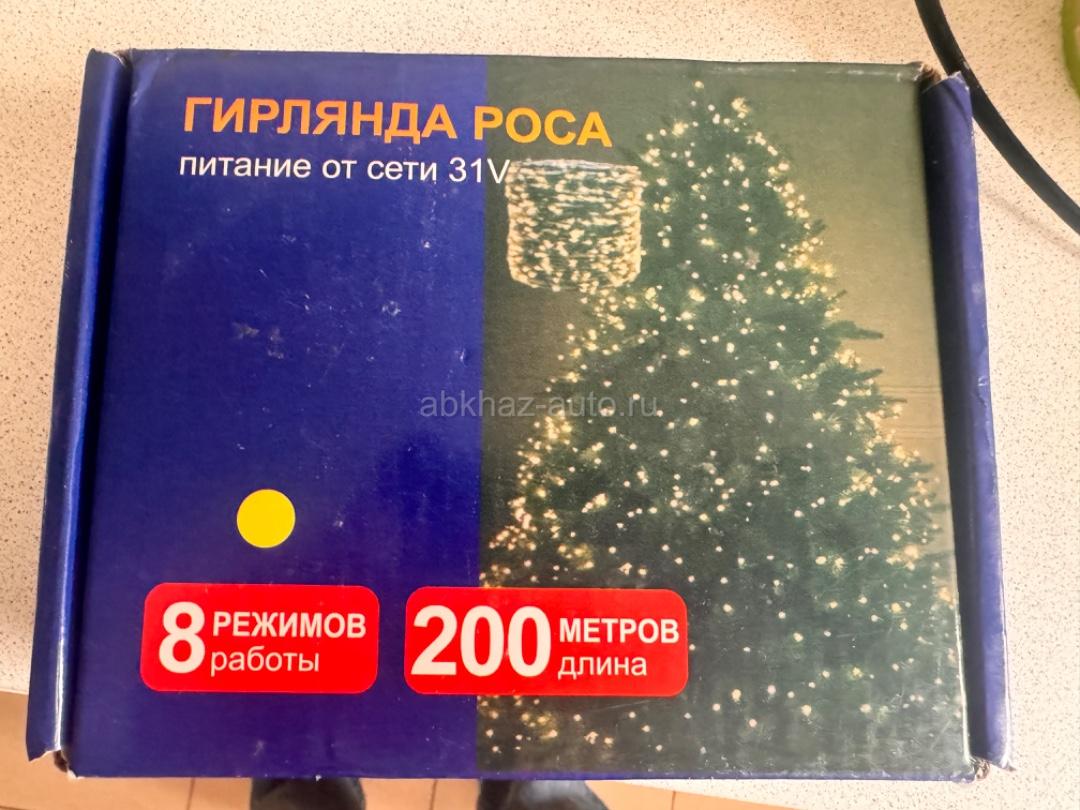 ГИРЛЯНДА РОСА
питание от сети 31V
abkhaz-auto.ru
8 РЕЖИМОВ
работы
200 МЕТРОВ
длина